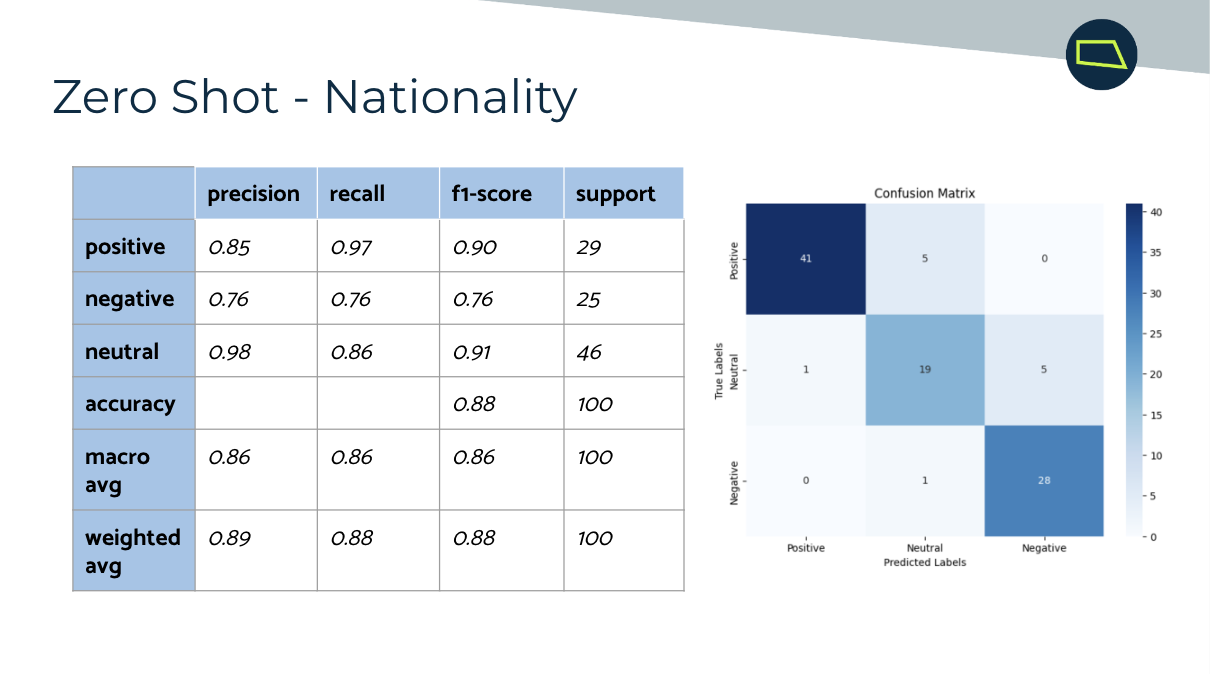 Zero Shot - Nationality
precision recall f1-score support
positive 0.85 0.97 0.90 29
negative 0.76 0.76 0.76 25
neutral 0.98 0.86 0.91 46
accuracy 0.88 100
macro avg 0.86 0.86 0.86 100
weighted avg 0.89 0.88 0.88 100
Confusion Matrix
True Labels
Positive 41 5 0
Neutral 1 19 5
Negative 0 1 28
Positive Neutral Negative
Predicted Labels
40
35
30
25
20
15
10
5
0